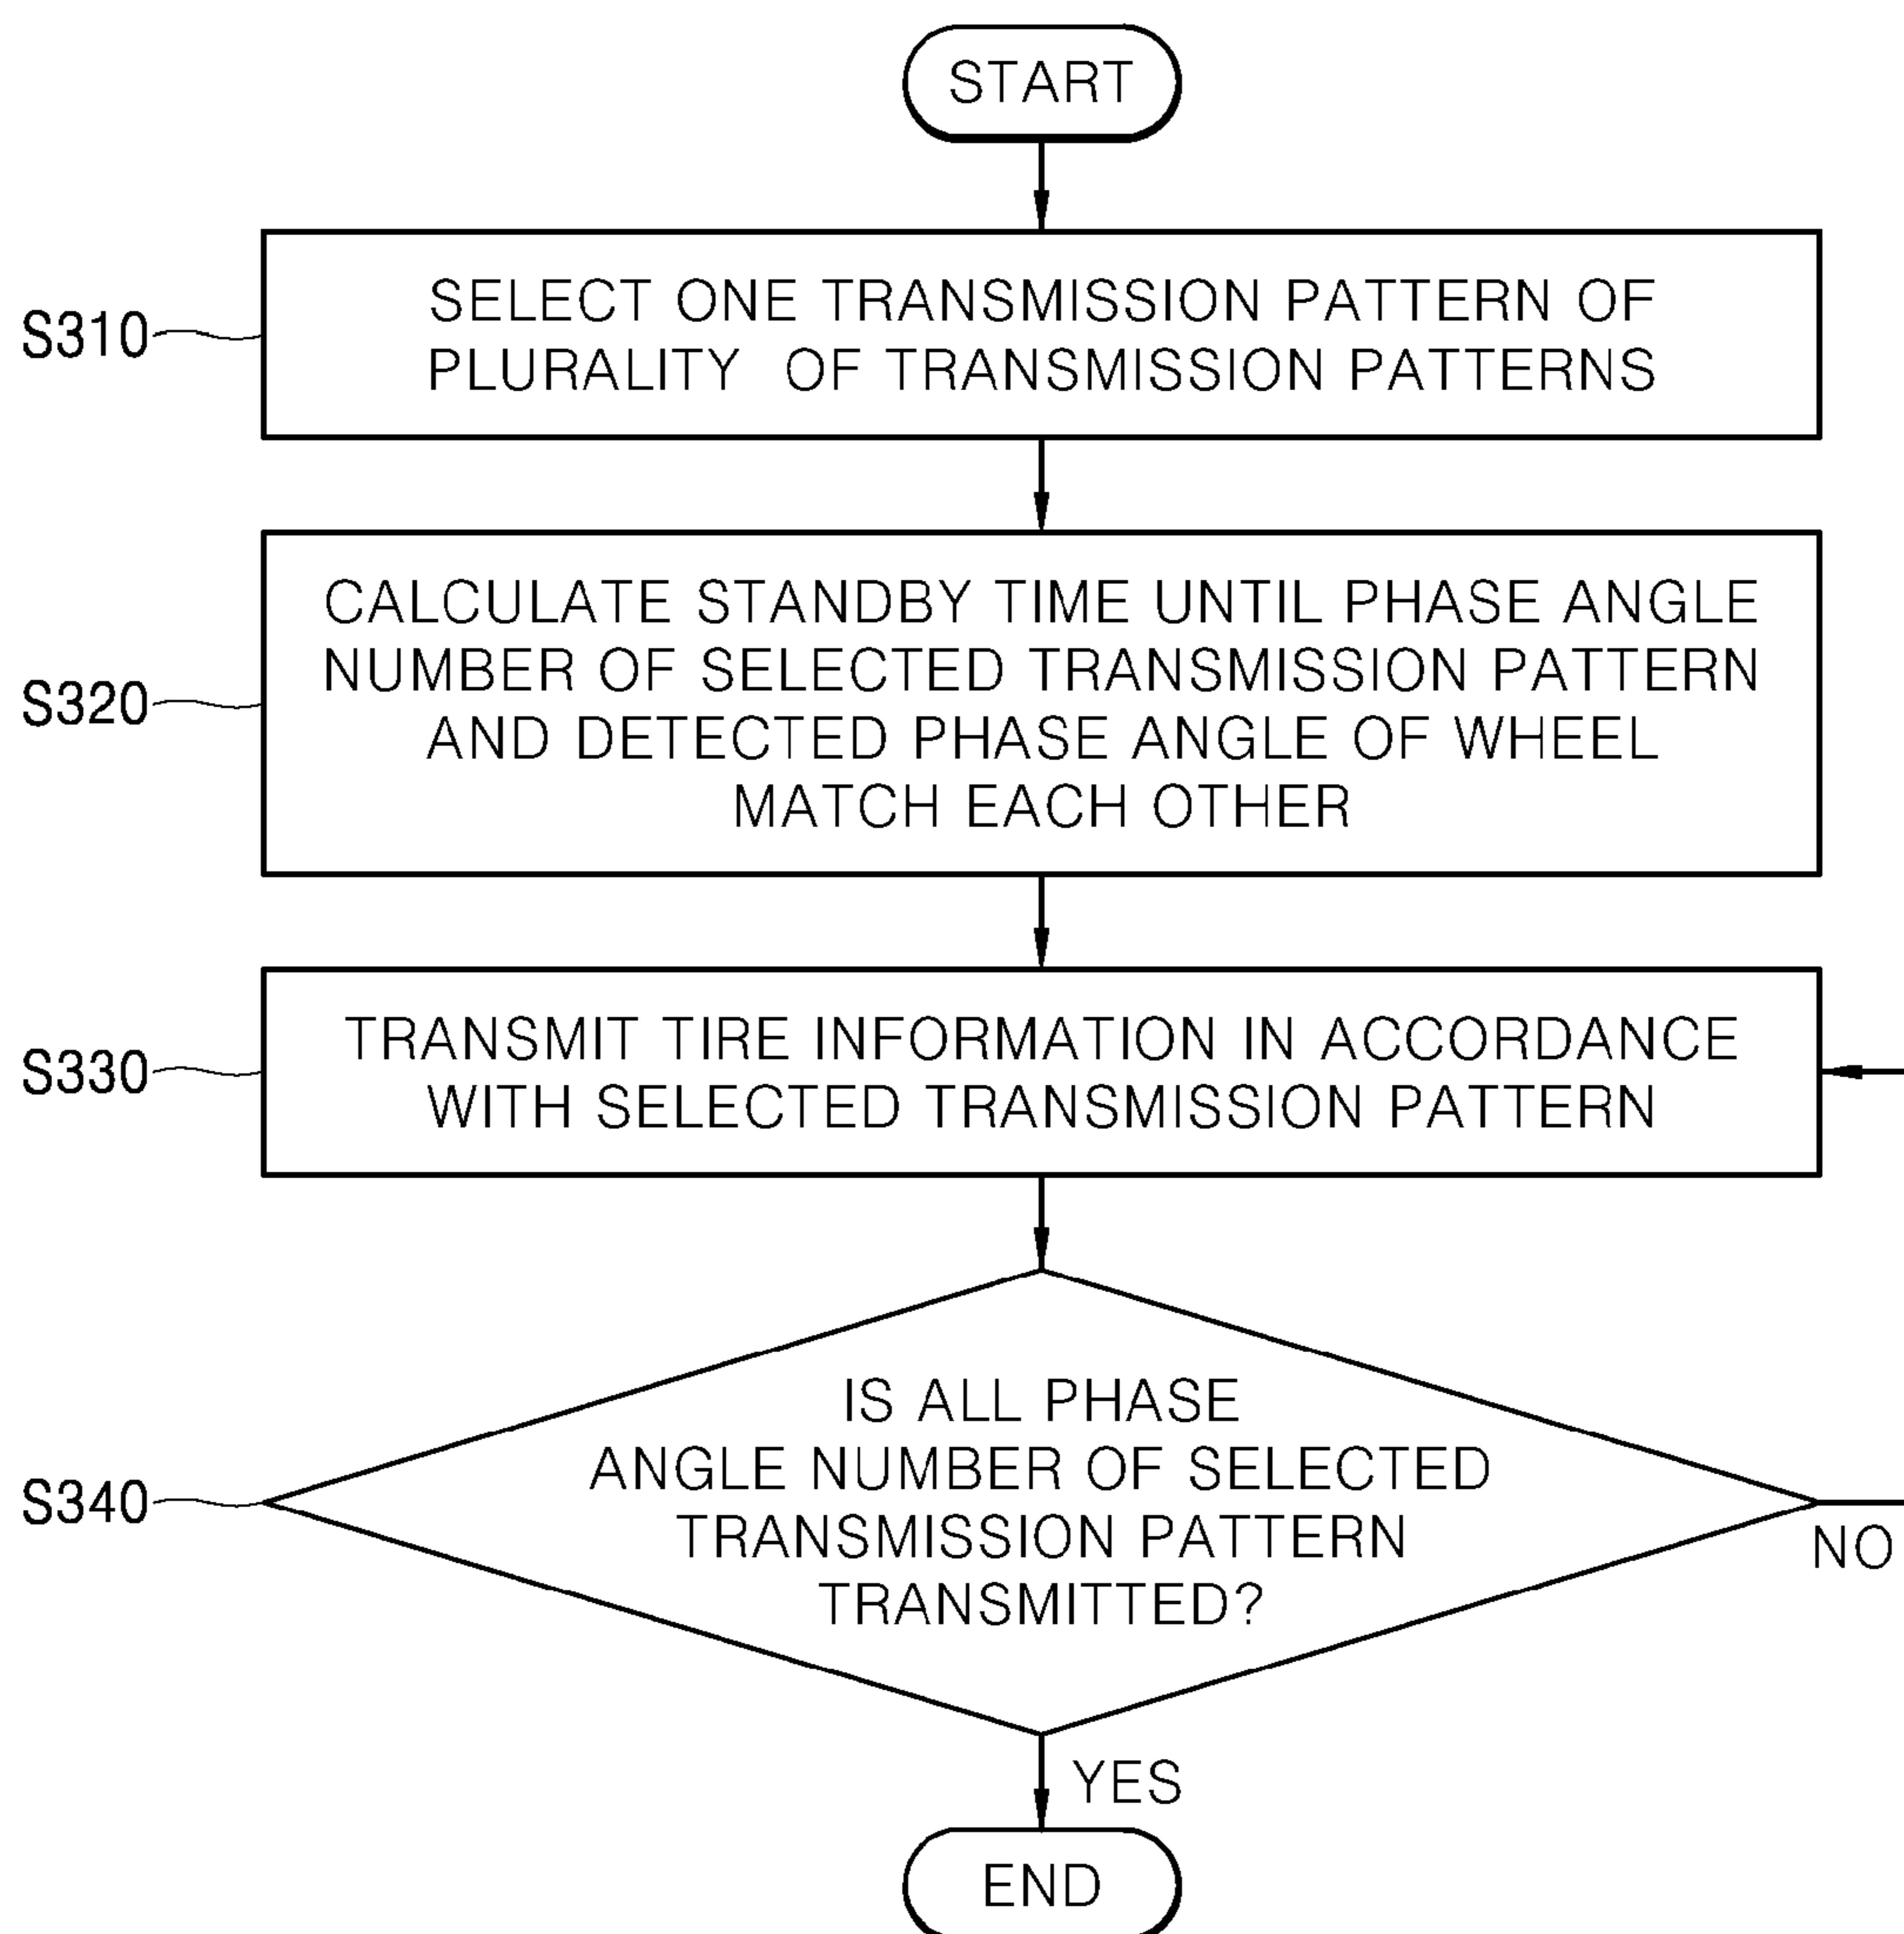 START
S310
SELECT ONE TRANSMISSION PATTERN OF
PLURALITY OF TRANSMISSION PATTERNS
S320
CALCULATE STANDBY TIME UNTIL PHASE ANGLE
NUMBER OF SELECTED TRANSMISSION PATTERN
AND DETECTED PHASE ANGLE OF WHEEL
MATCH EACH OTHER
S330
TRANSMIT TIRE INFORMATION IN ACCORDANCE
WITH SELECTED TRANSMISSION PATTERN
S340
IS ALL PHASE
ANGLE NUMBER OF SELECTED
TRANSMISSION PATTERN
TRANSMITTED?
NO
YES
END